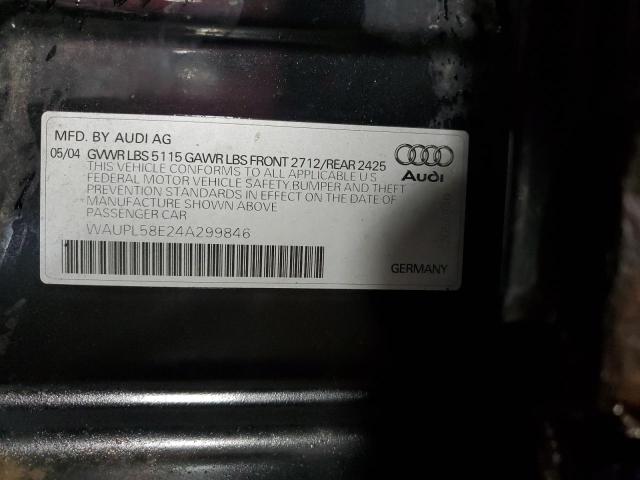 MFD. BY AUDI AG
05/04 GVWR LBS 5115 GAWR LBS FRONT 2712/REAR 2425
THIS VEHICLE CONFORMS TO ALL APPLICABLE U.S
FEDERAL MOTOR VEHICLE SAFETY, BUMPER AND THEFT
PREVENTION STANDARDS IN EFFECT ON THE DATE OF
MANUFACTURE SHOWN ABOVE
PASSENGER CAR
WAUPL58E24A299846
Audi
GERMANY